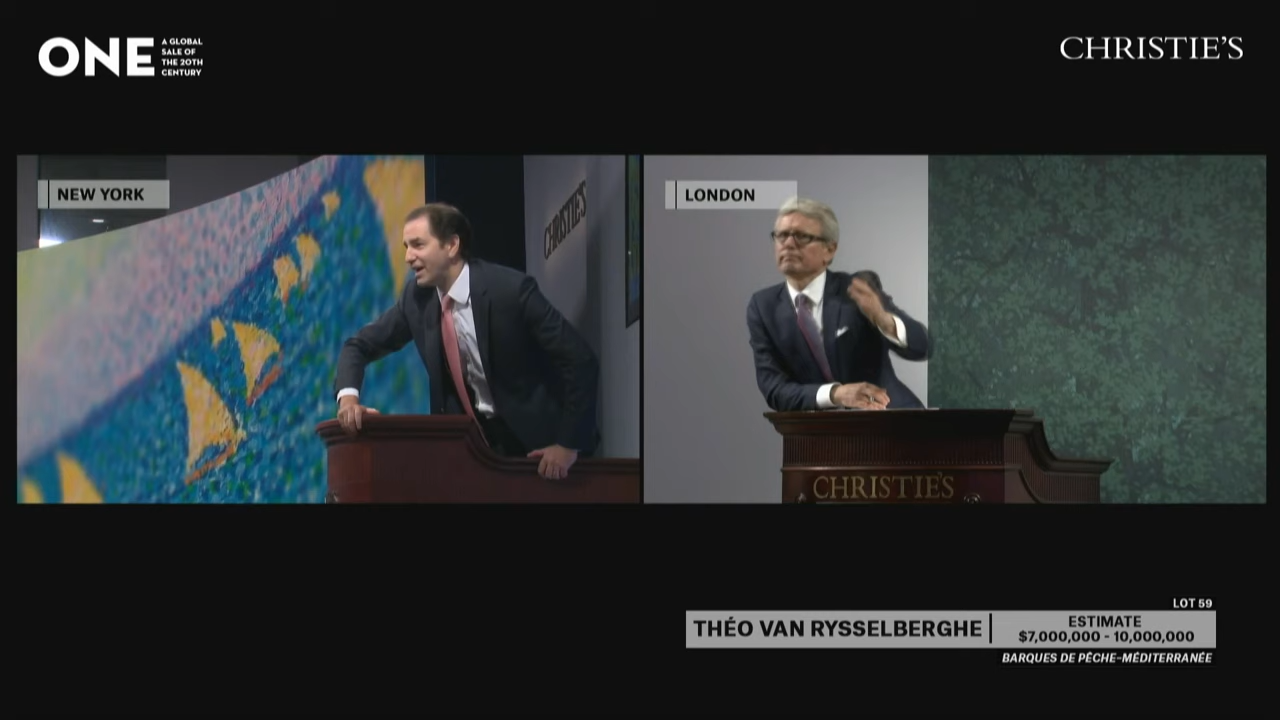 ONE
A GLOBAL
SALE OF
THE 20TH
CENTURY
CHRISTIE'S
NEW YORK
CHRISTIE'S
LONDON
CHRISTIE'S
LOT 59
THÉO VAN RYSSELBERGHE
ESTIMATE
$7,000,000 - 10,000,000
BARQUES DE PÊCHE-MÉDITERRANÉE